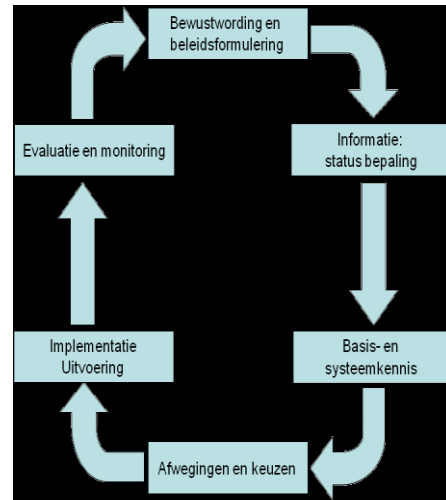 Bewustwording en
beleidsformulering
Informatie:
status bepaling
Basis- en
systeemkennis
Afwegingen en keuzen
Implementatie
Uitvoering
Evaluatie en monitoring